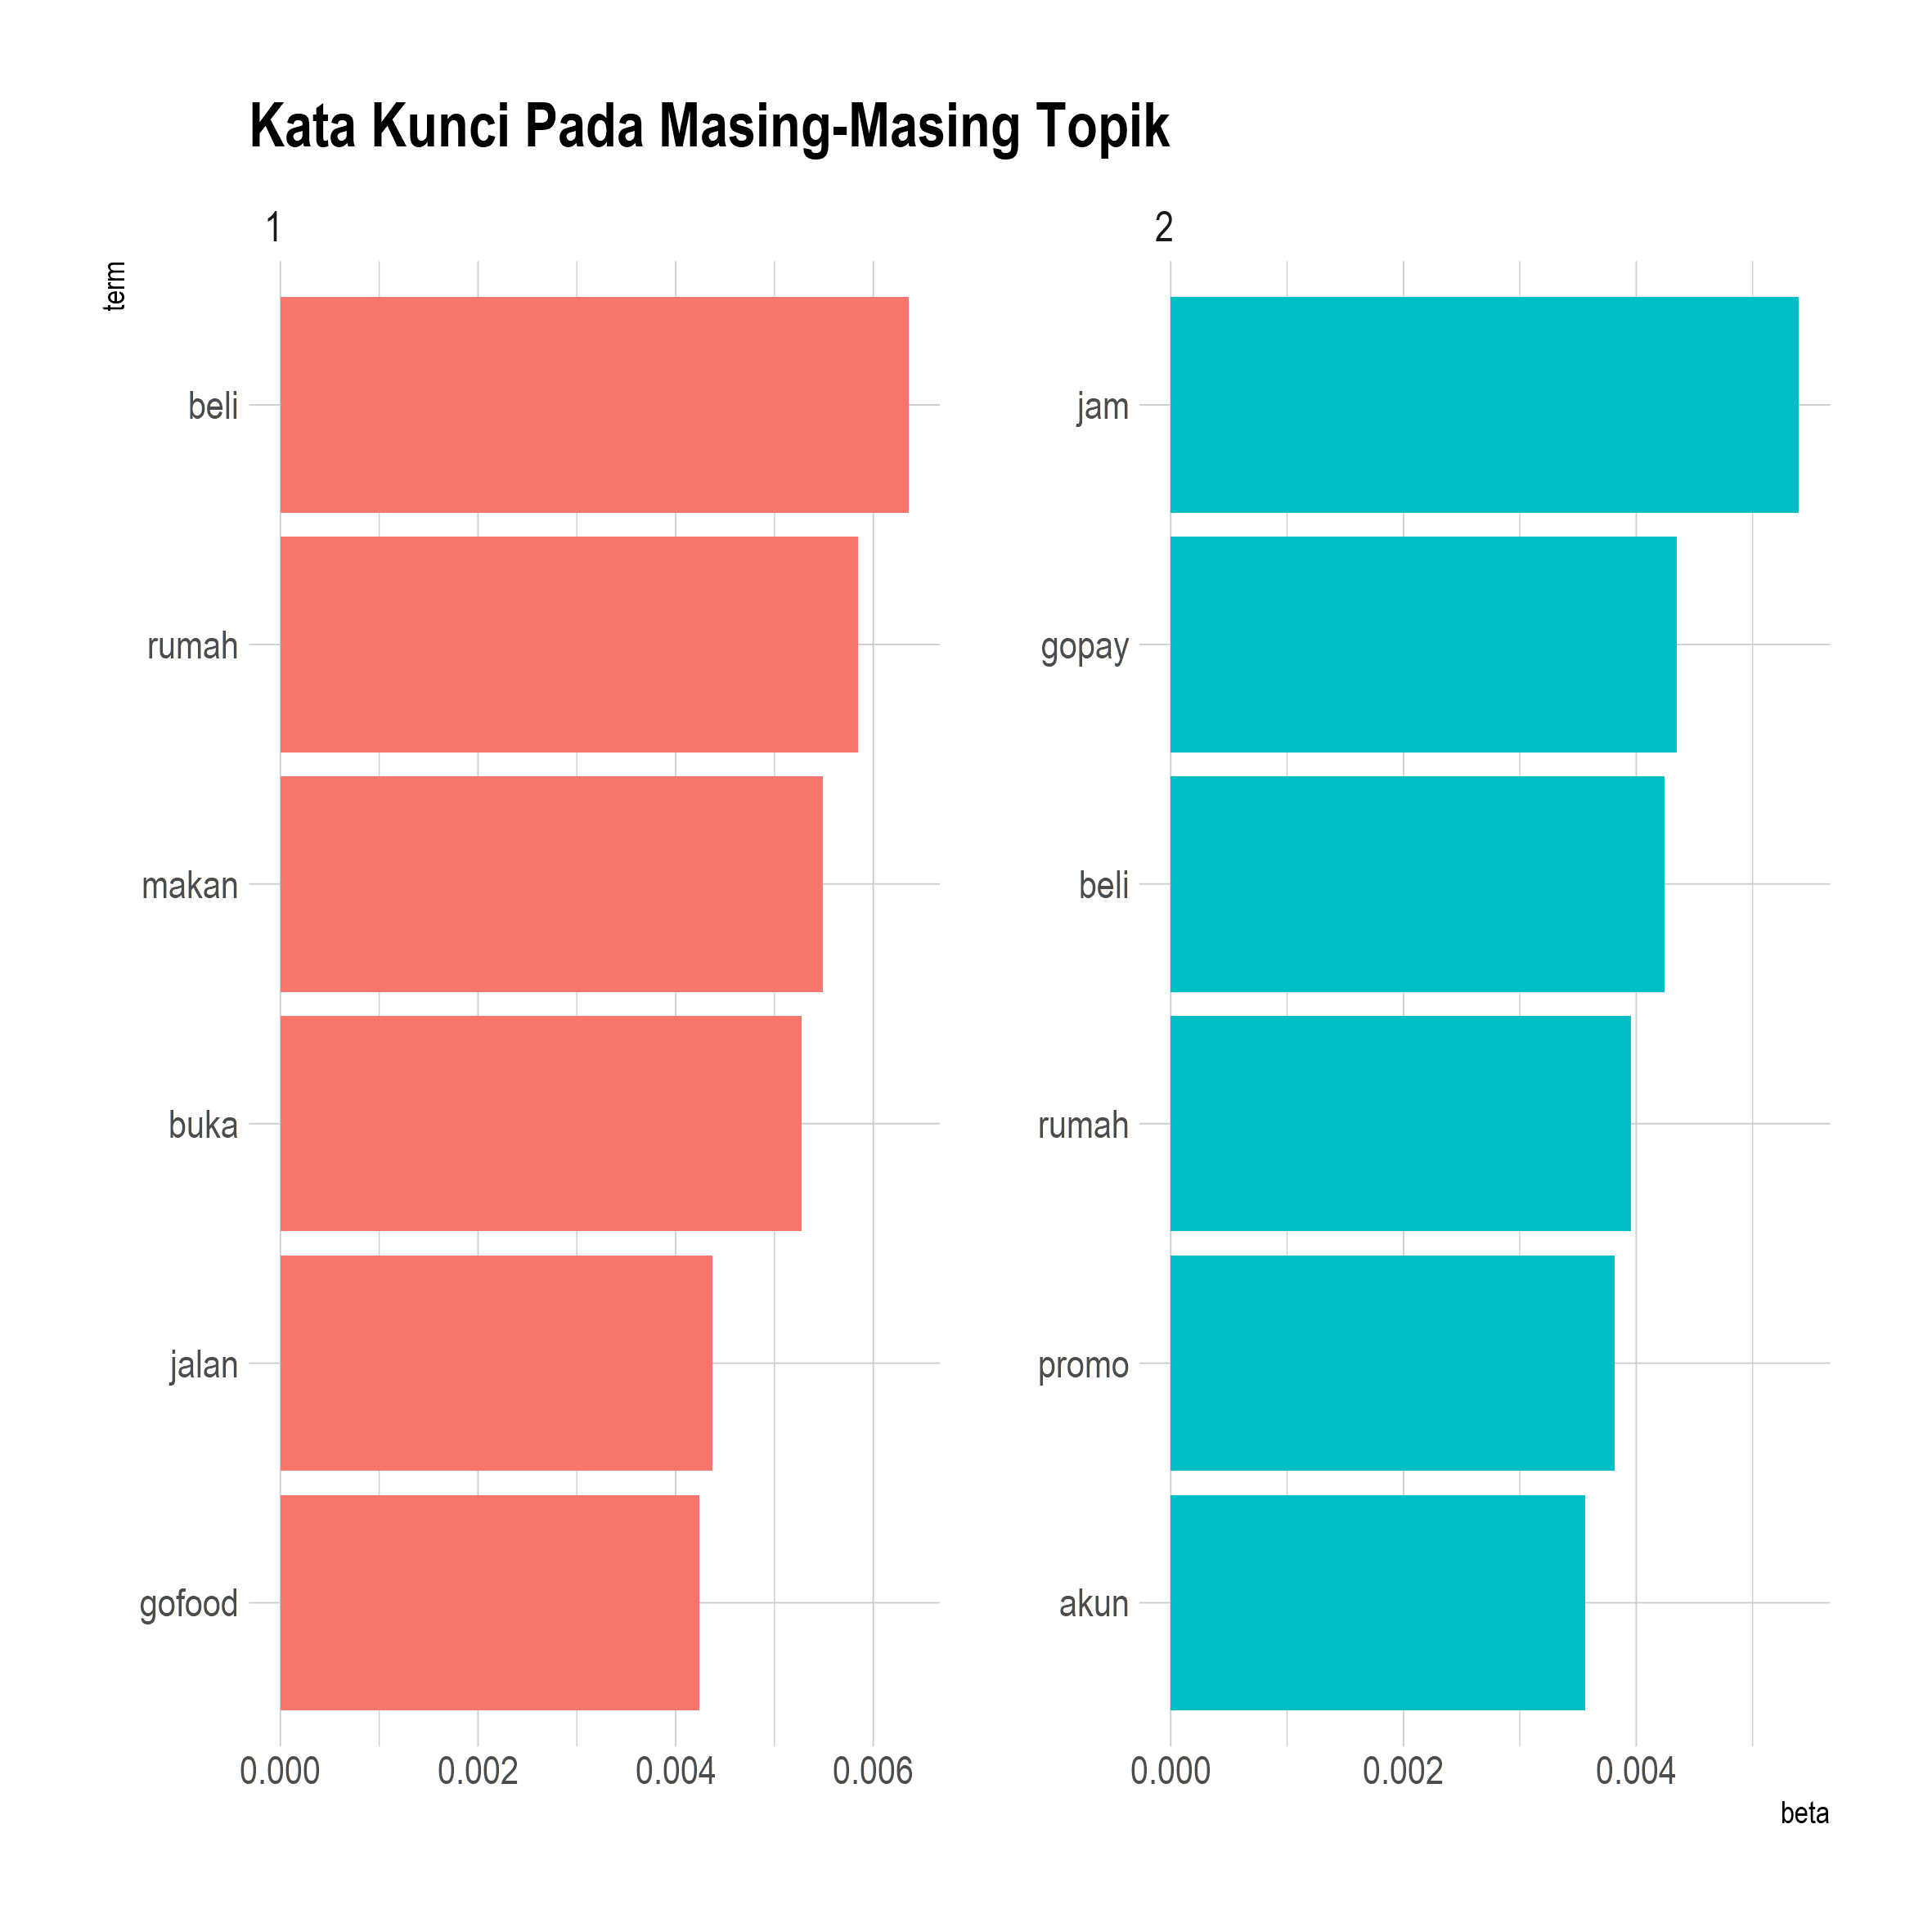 Kata Kunci Pada Masing-Masing Topik
1
term
beli
rumah
makan
buka
jalan
gofood
0.000 0.002 0.004 0.006
2
jam
gopay
beli
rumah
promo
akun
0.000 0.002 0.004
beta